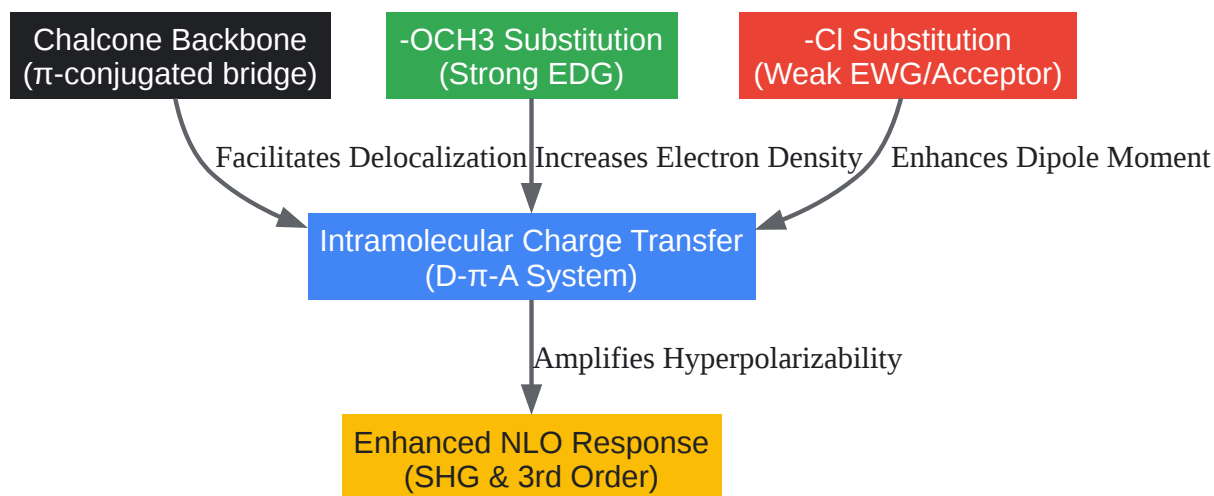 Chalcone Backbone
(π-conjugated bridge)
-OCH3 Substitution
(Strong EDG)
-Cl Substitution
(Weak EWG/Acceptor)
Facilitates Delocalization
Increases Electron Density
Enhances Dipole Moment
Intramolecular Charge Transfer
(D-π-A System)
Amplifies Hyperpolarizability
Enhanced NLO Response
(SHG & 3rd Order)